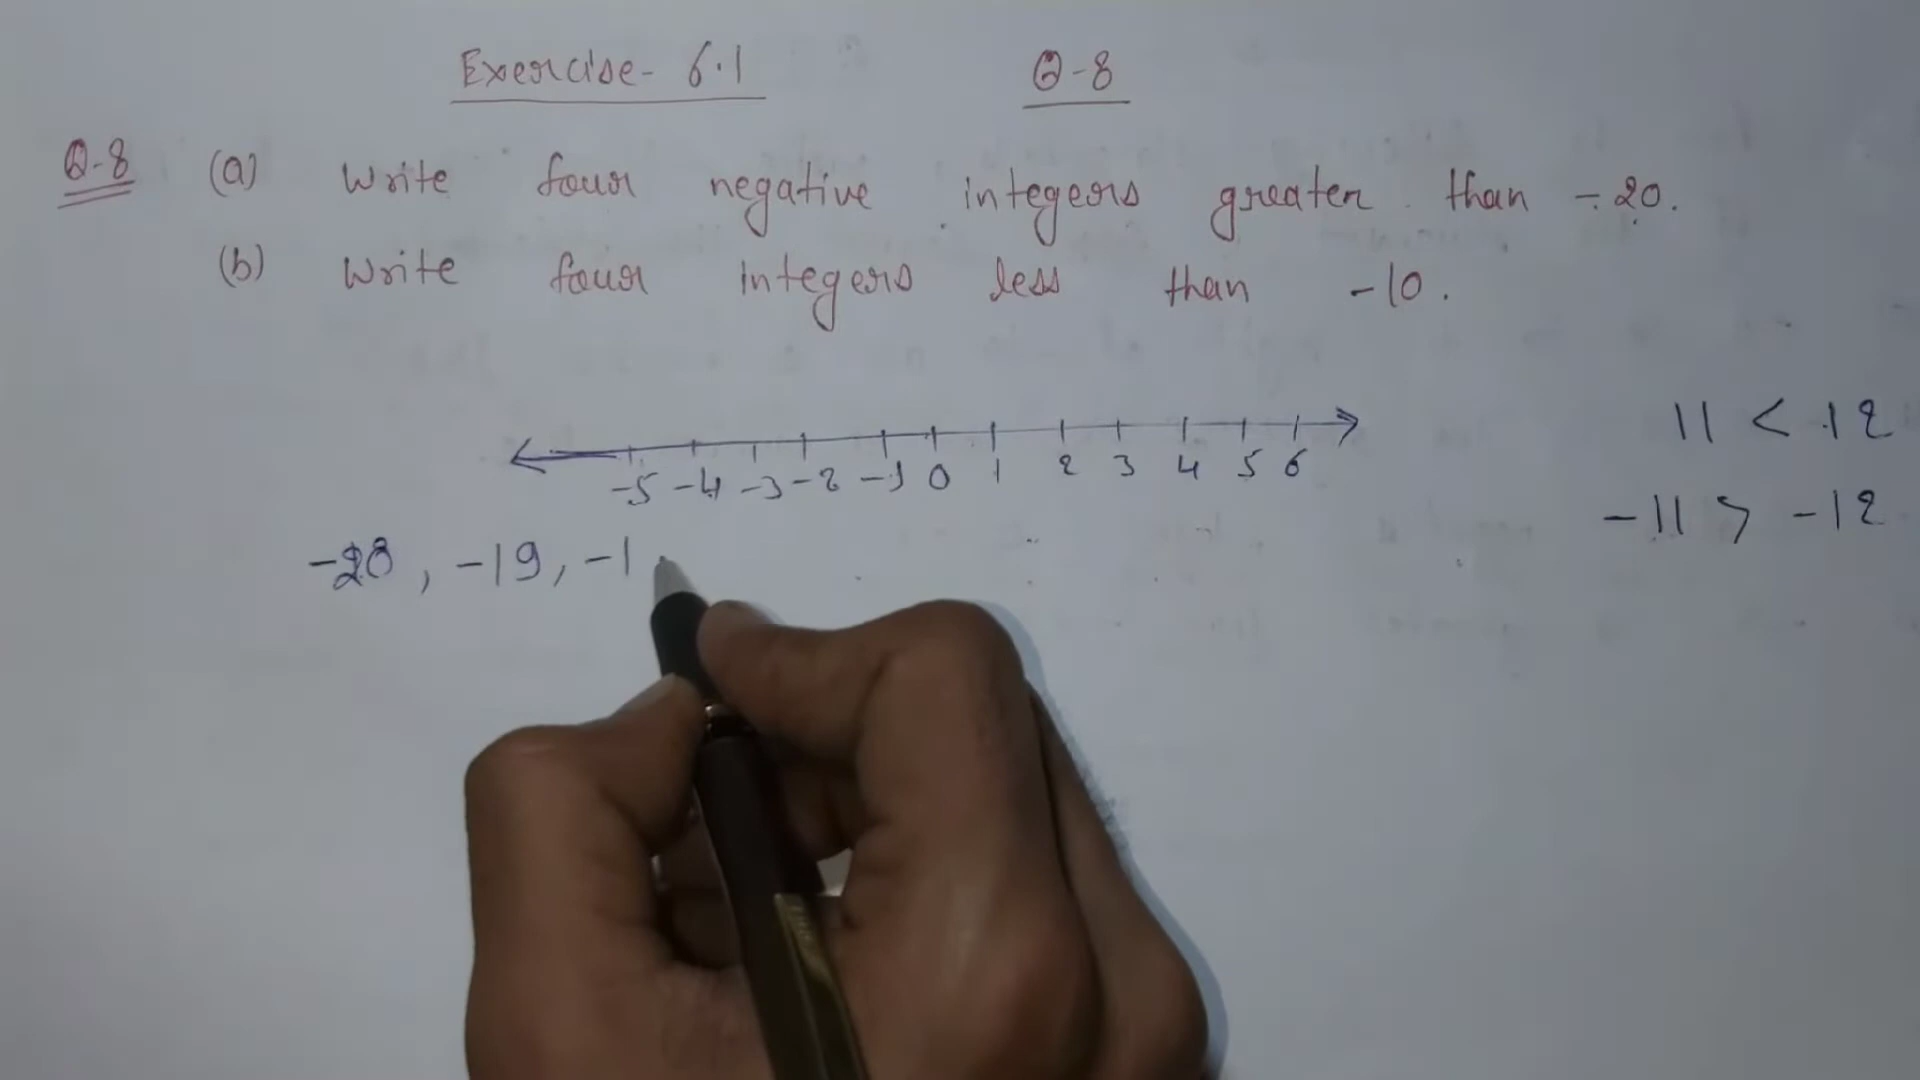 Exercise- 6.1 Q-8
Q-8 (a) Write four negative integers greater than -20.
(b) Write four integers less than -10.
-5 -4 -3 -2 -1 0 1 2 3 4 5 6
11 < 12
-11 > -12
-20, -19, -1